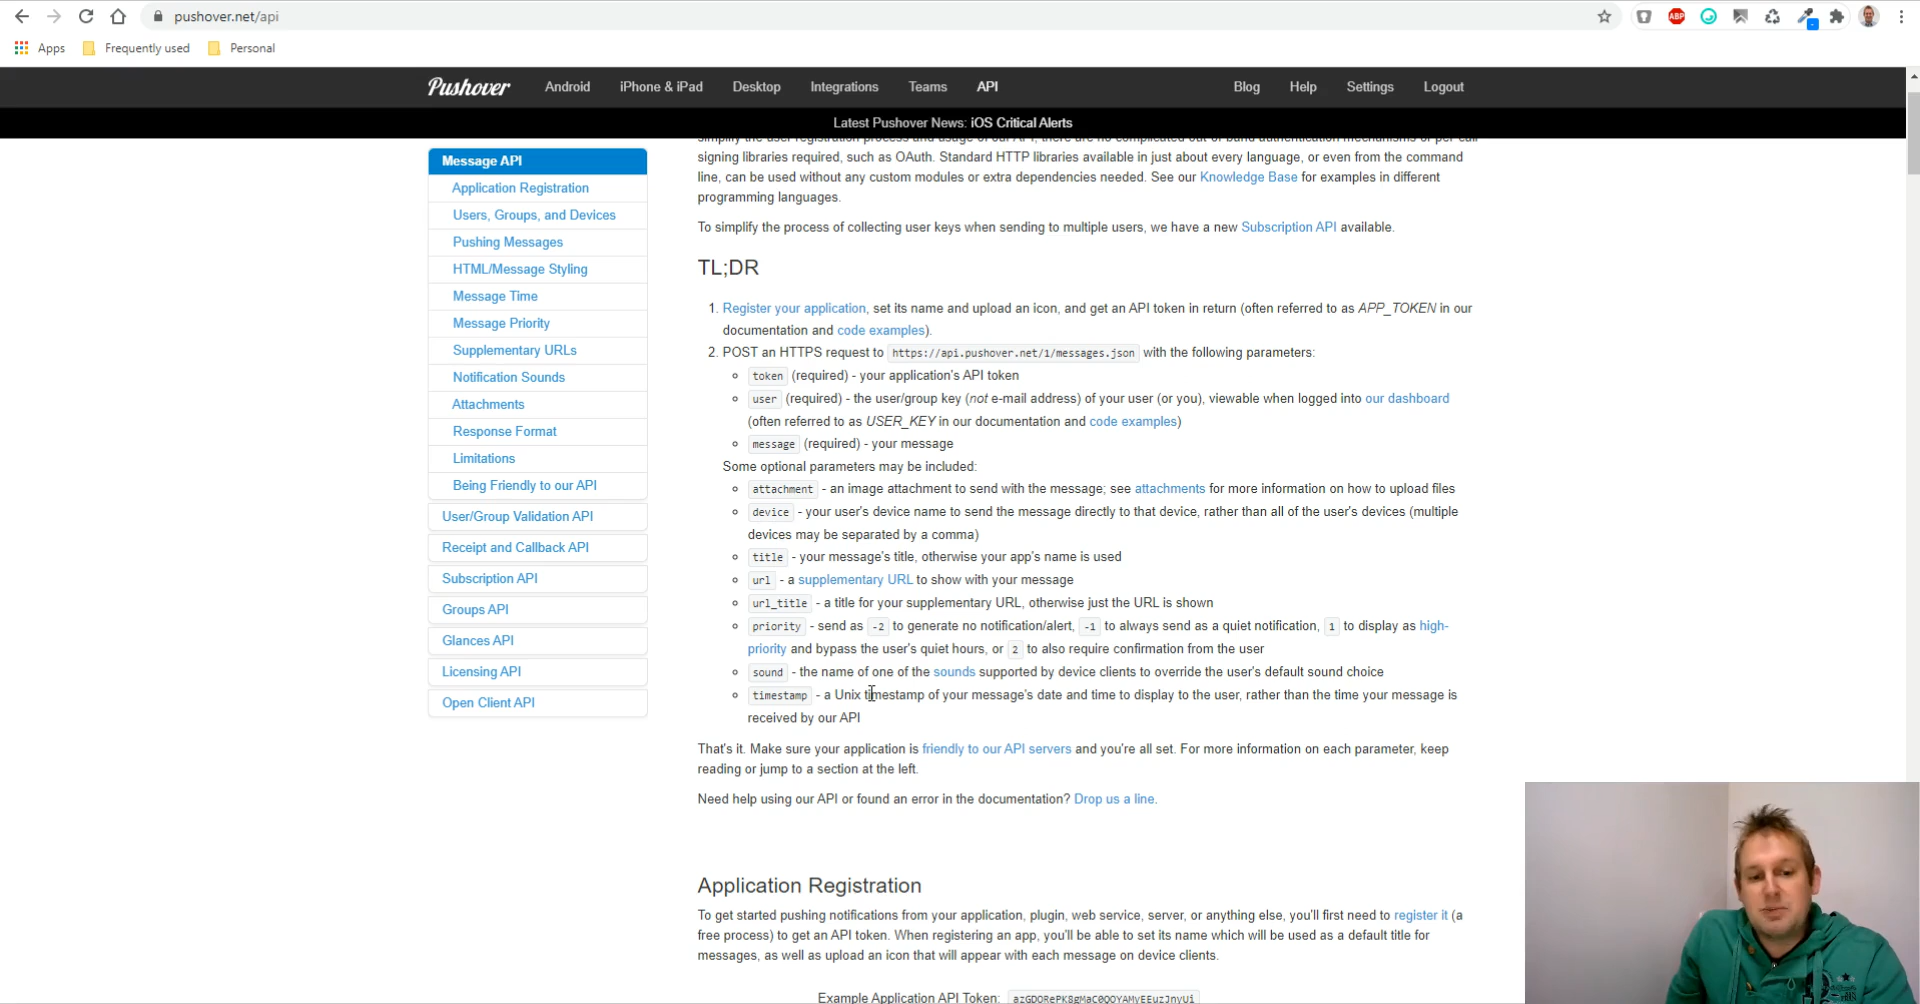 pushover.net/api
ABP
Apps
Frequently used
Personal
Pushover
Android
iPhone & iPad
Desktop
Integrations
Teams
API
Blog
Help
Settings
Logout
Latest Pushover News: iOS Critical Alerts
Message API
Application Registration
Users, Groups, and Devices
Pushing Messages
HTML/Message Styling
Message Time
Message Priority
Supplementary URLs
Notification Sounds
Attachments
Response Format
Limitations
Being Friendly to our API
User/Group Validation API
Receipt and Callback API
Subscription API
Groups API
Glances API
Licensing API
Open Client API
signing libraries required, such as OAuth. Standard HTTP libraries available in just about every language, or even from the command
line, can be used without any custom modules or extra dependencies needed. See our Knowledge Base for examples in different
programming languages.
To simplify the process of collecting user keys when sending to multiple users, we have a new Subscription API available.
TL;DR
1. Register your application, set its name and upload an icon, and get an API token in return (often referred to as APP_TOKEN in our
documentation and code examples).
2. POST an HTTPS request to https://api.pushover.net/1/messages.json with the following parameters:
token (required) - your application's API token
user (required) - the user/group key (not e-mail address) of your user (or you), viewable when logged into our dashboard
(often referred to as USER_KEY in our documentation and code examples)
message (required) - your message
Some optional parameters may be included:
attachment - an image attachment to send with the message; see attachments for more information on how to upload files
device - your user's device name to send the message directly to that device, rather than all of the user's devices (multiple
devices may be separated by a comma)
title - your message's title, otherwise your app's name is used
url - a supplementary URL to show with your message
url_title - a title for your supplementary URL, otherwise just the URL is shown
priority - send as -2 to generate no notification/alert, -1 to always send as a quiet notification, 1 to display as high-
priority and bypass the user's quiet hours, or 2 to also require confirmation from the user
sound - the name of one of the sounds supported by device clients to override the user's default sound choice
timestamp - a Unix timestamp of your message's date and time to display to the user, rather than the time your message is
received by our API
That's it. Make sure your application is friendly to our API servers and you're all set. For more information on each parameter, keep
reading or jump to a section at the left.
Need help using our API or found an error in the documentation? Drop us a line.
Application Registration
To get started pushing notifications from your application, plugin, web service, server, or anything else, you'll first need to register it (a
free process) to get an API token. When registering an app, you'll be able to set its name which will be used as a default title for
messages, as well as upload an icon that will appear with each message on device clients.
Example Application API Token: